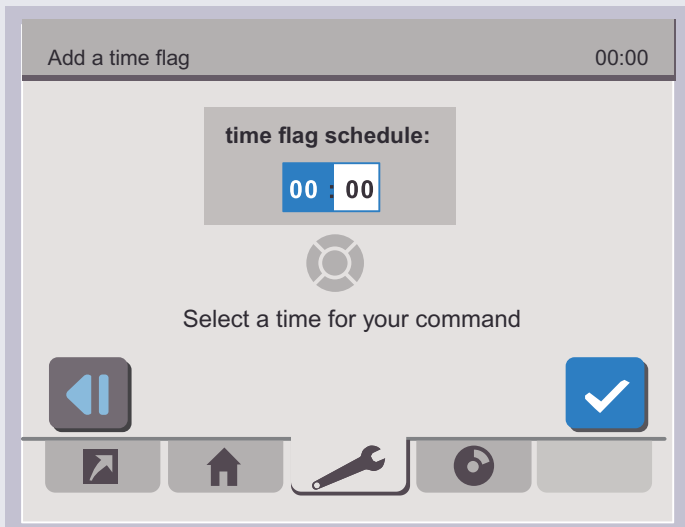 Add a time flag 00:00
time flag schedule:
00 : 00
Select a time for your command